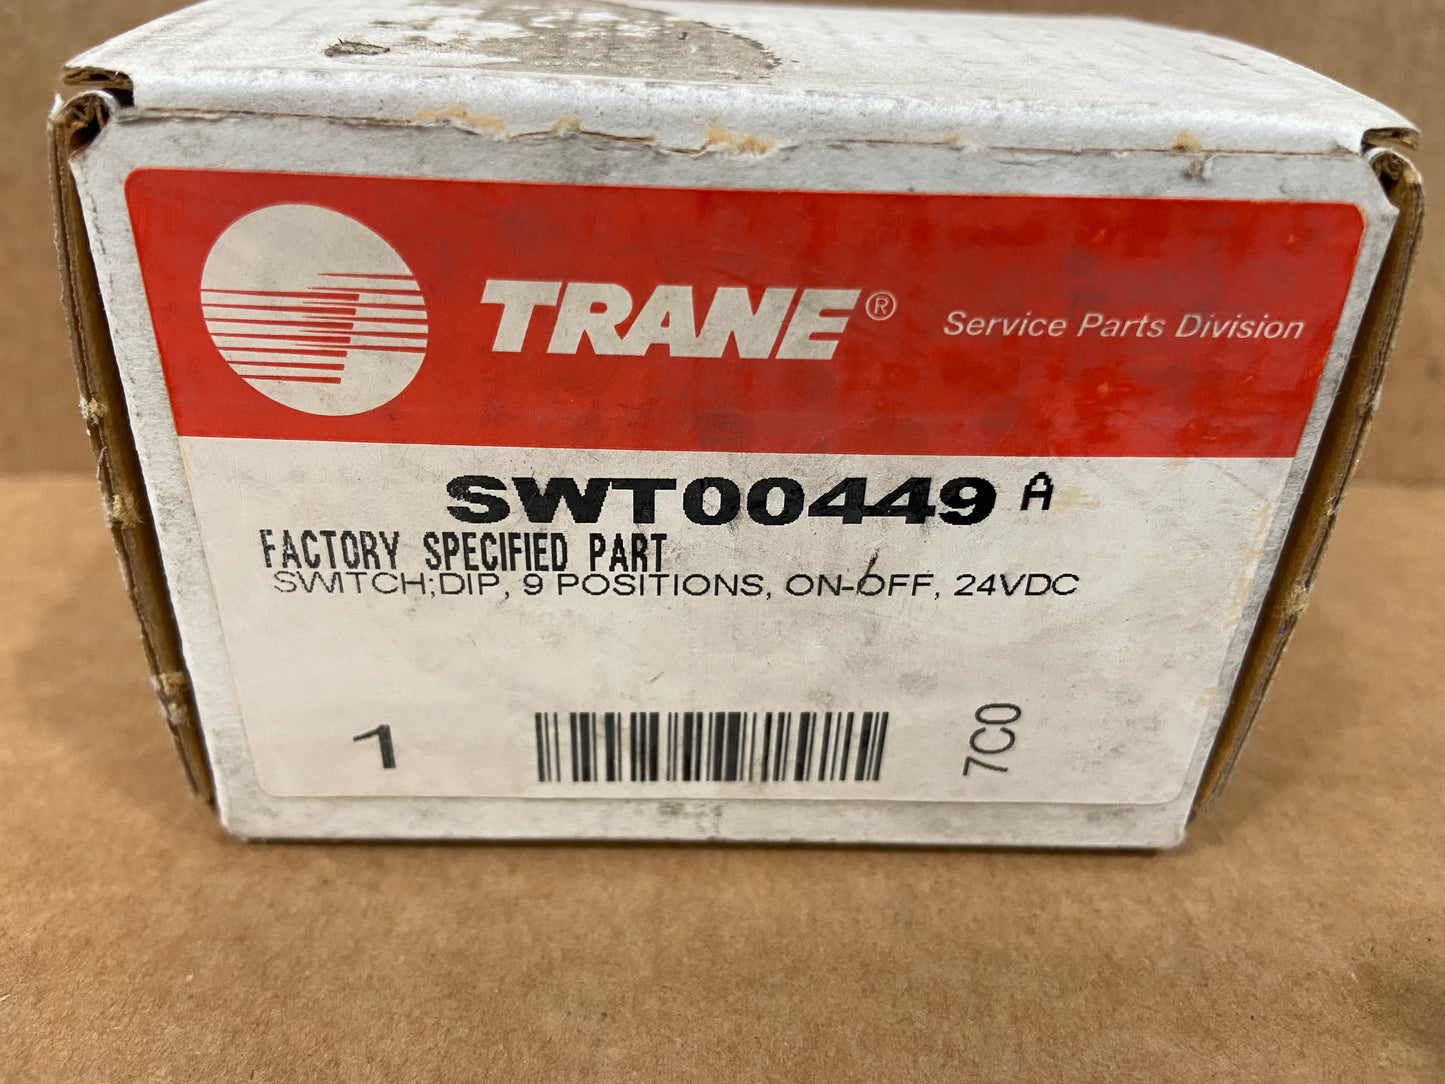 TRANE® Service Parts Division
SWT00449 A
FACTORY SPECIFIED PART
SWITCH;DIP, 9 POSITIONS, ON-OFF, 24VDC
1
7C0